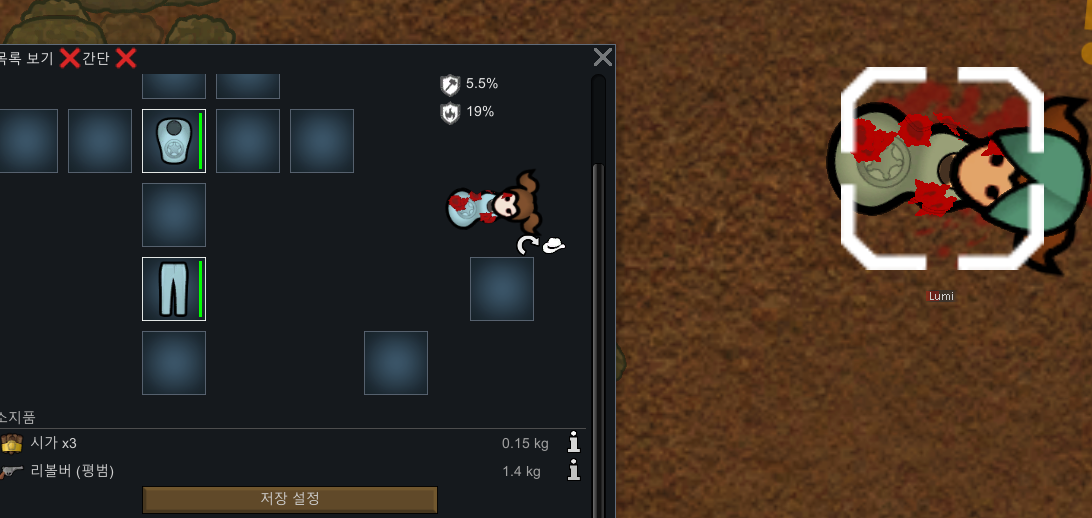 목록 보기 간단
5.5%
19%
Lumi
소지품
시가 x3 0.15 kg
리볼버 (평범) 1.4 kg
저장 설정